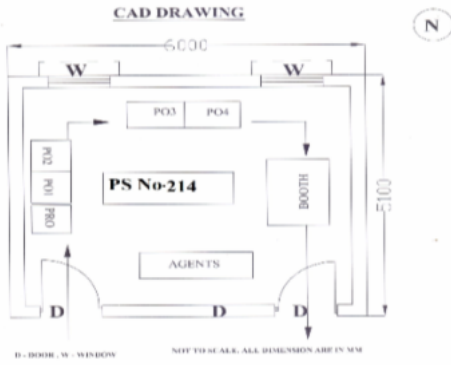 CAD DRAWING
N
6000
W
W
PO3
PO4
PO2
PO1
PRO
PS No-214
BOOTH
5100
AGENTS
D
D
D
D - DOOR , W - WINDOW
NOT TO SCALE, ALL DIMENSION ARE IN MM